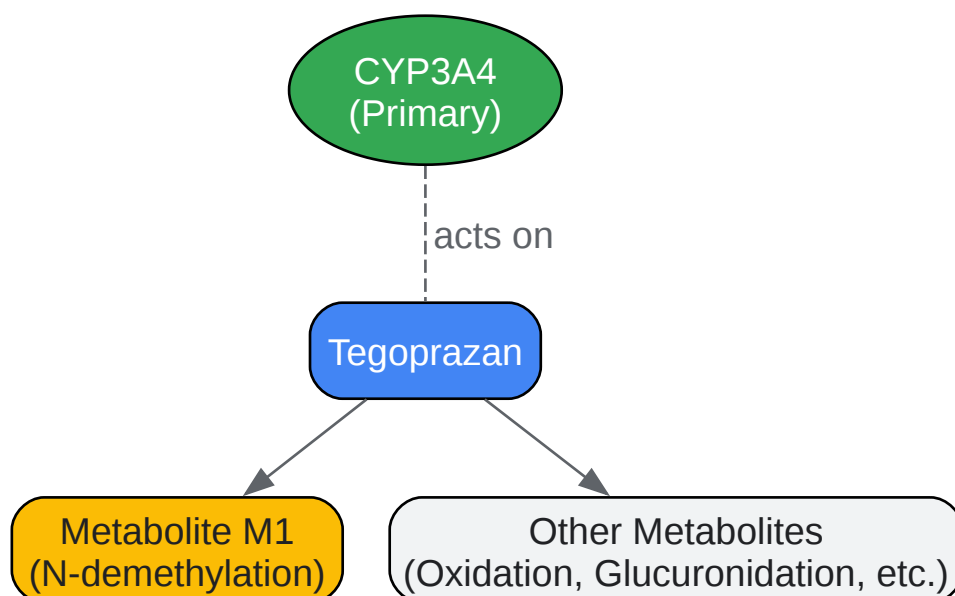 CYP3A4
(Primary)
acts on
Tegoprazan
Metabolite M1
(N-demethylation)
Other Metabolites
(Oxidation, Glucuronidation, etc.)